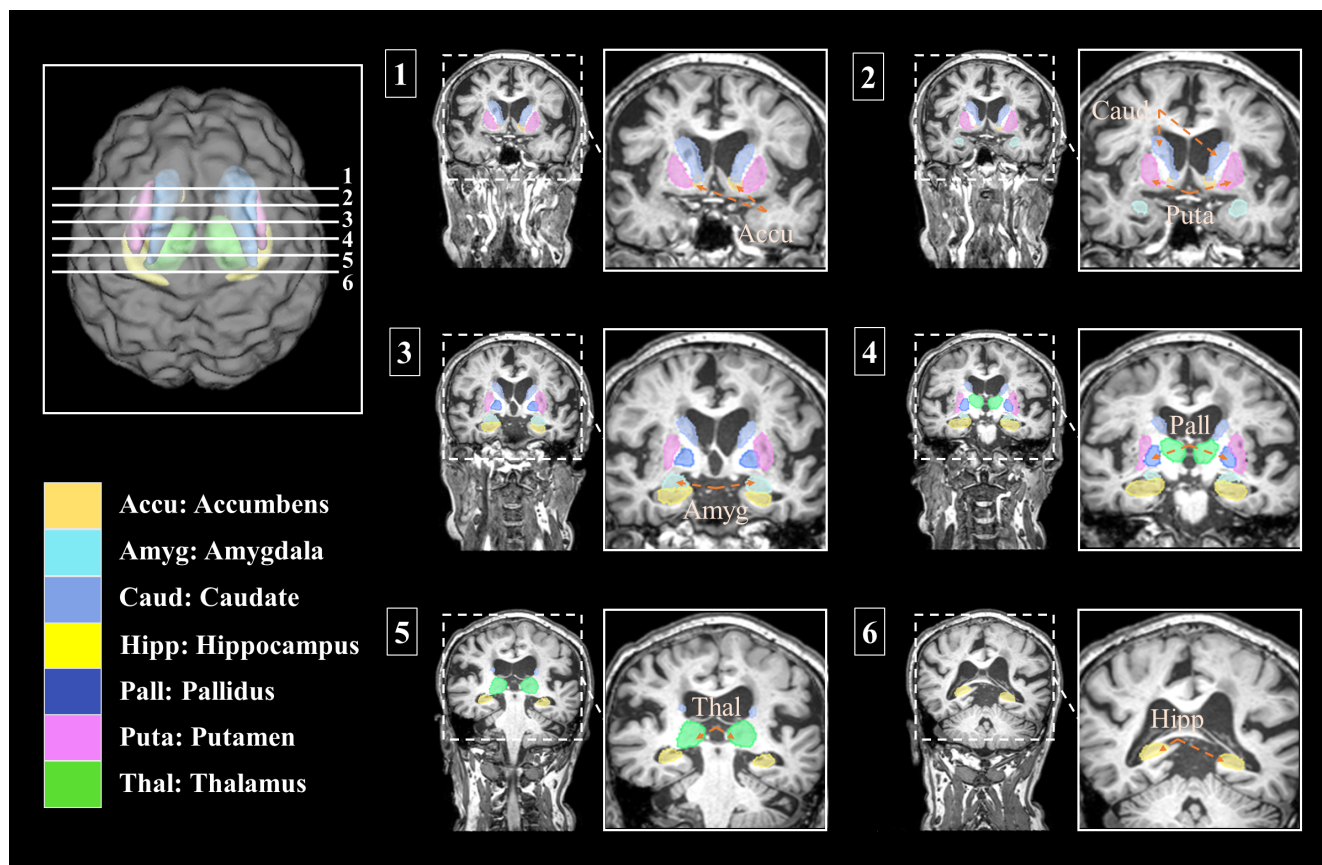 1
2
3
4
5
6
Accu: Accumbens
Amyg: Amygdala
Caud: Caudate
Hipp: Hippocampus
Pall: Pallidus
Puta: Putamen
Thal: Thalamus
1
Accu
2
Caud
Puta
3
Amyg
4
Pall
5
Thal
6
Hipp